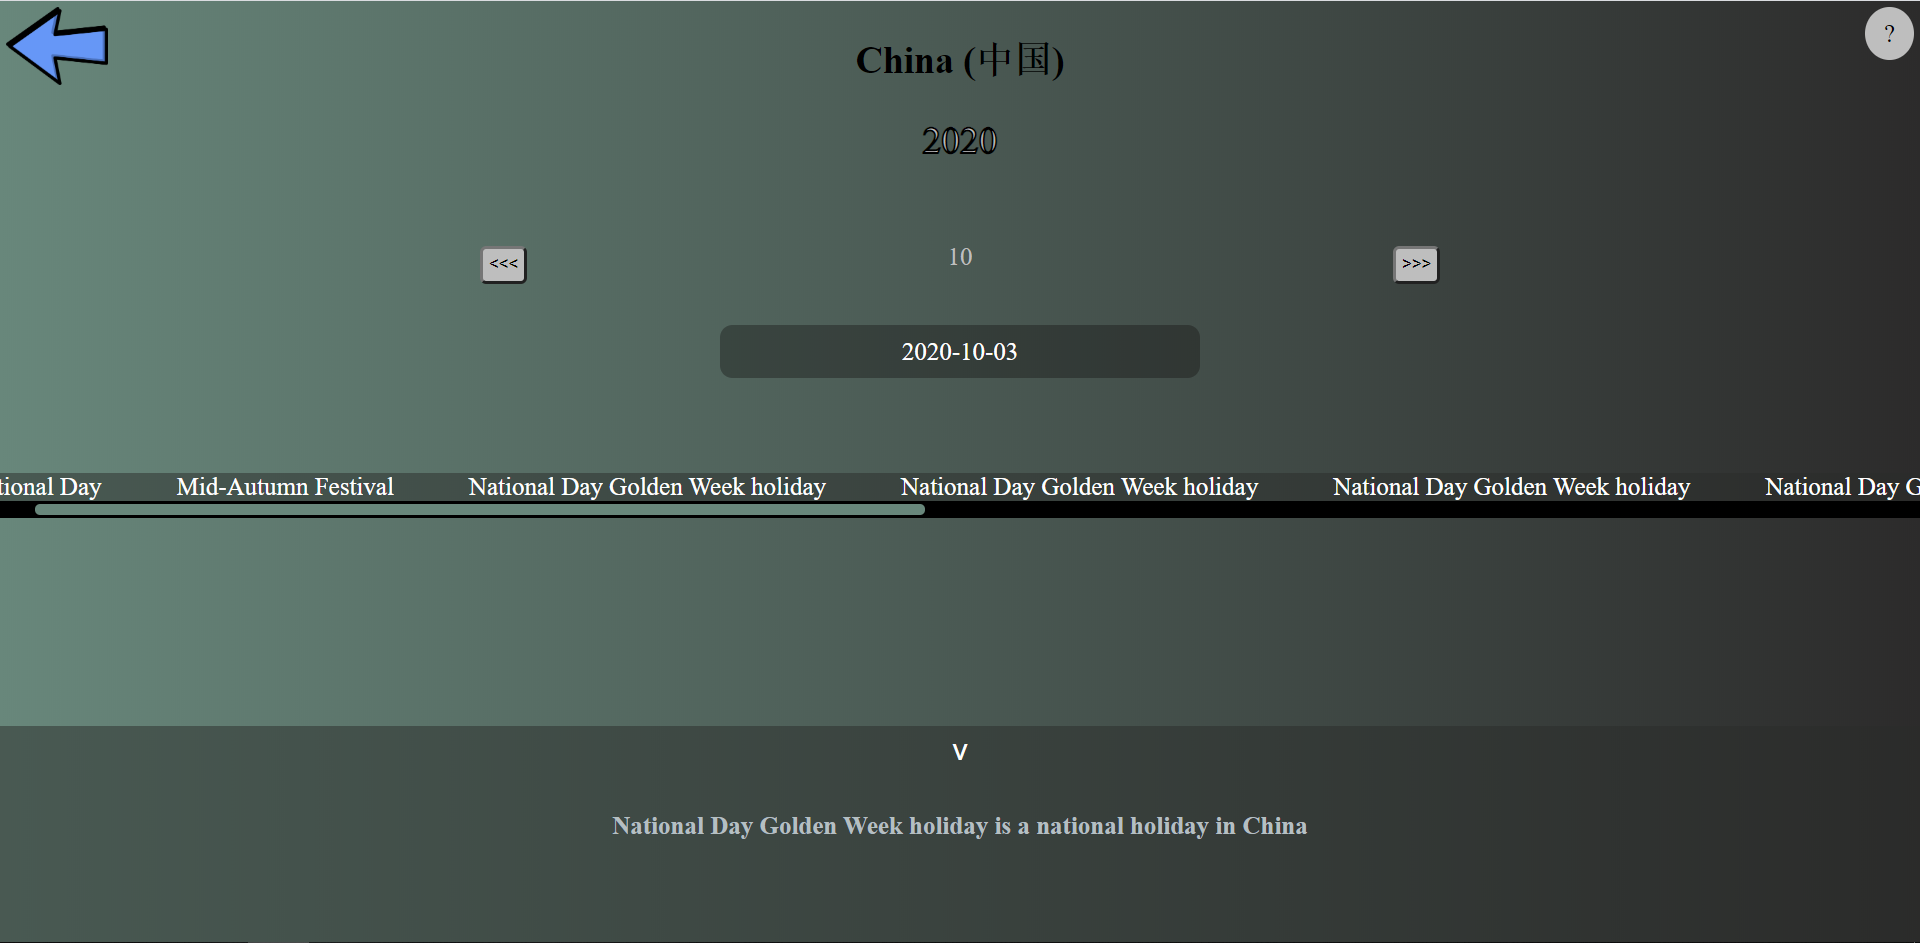 ?
China (中国)
2020
<<< 10 >>>
2020-10-03
tional Day Mid-Autumn Festival National Day Golden Week holiday National Day Golden Week holiday National Day Golden Week holiday National Day G
v
National Day Golden Week holiday is a national holiday in China